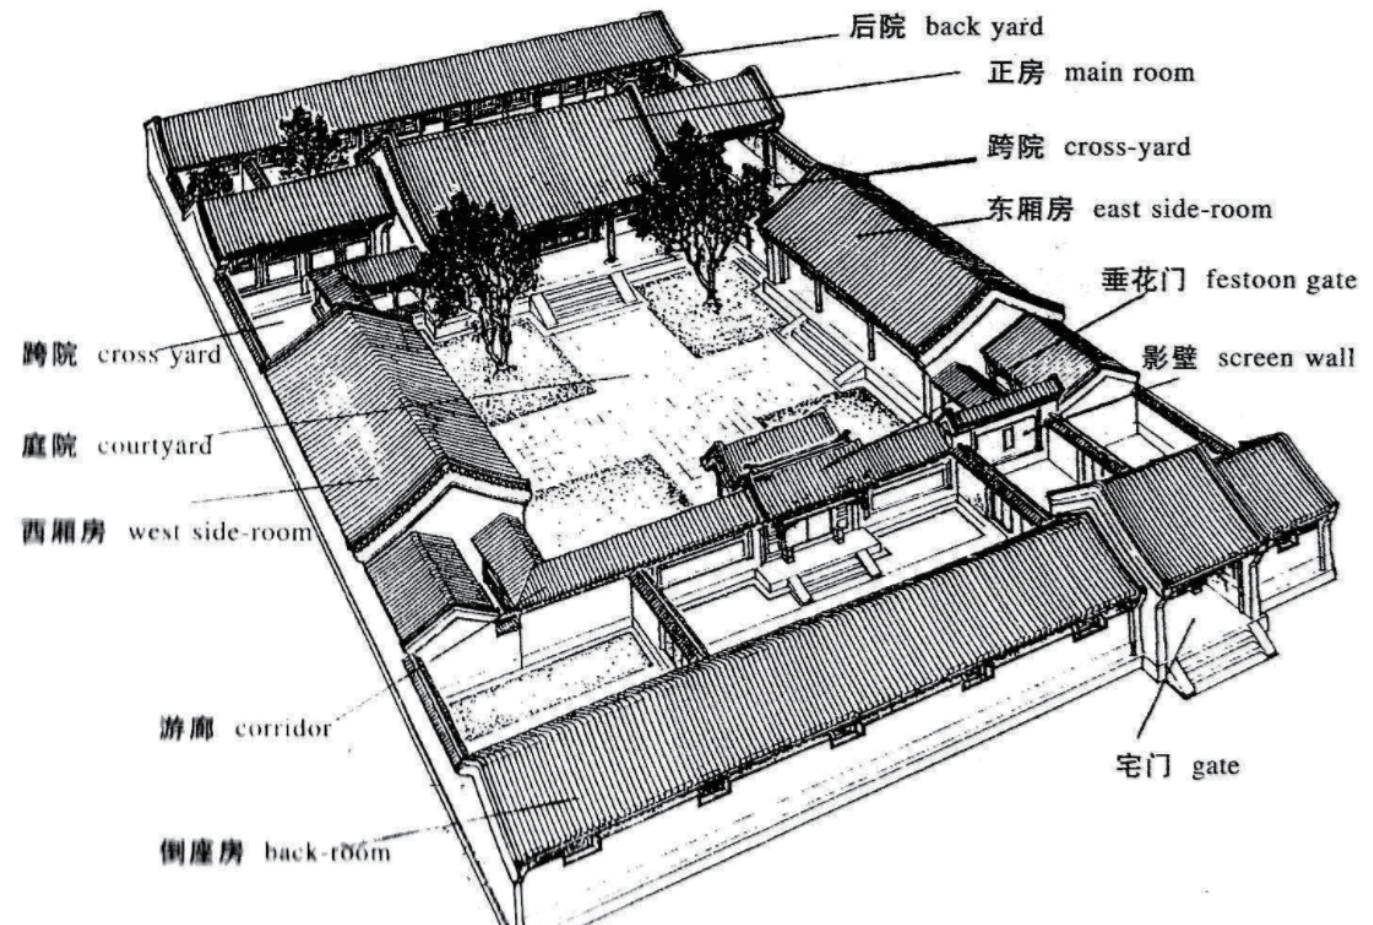 后院 back yard
正房 main room
跨院 cross-yard
东厢房 east side-room
垂花门 festoon gate
影壁 screen wall
跨院 cross yard
庭院 courtyard
西厢房 west side-room
游廊 corridor
宅门 gate
倒座房 back-room